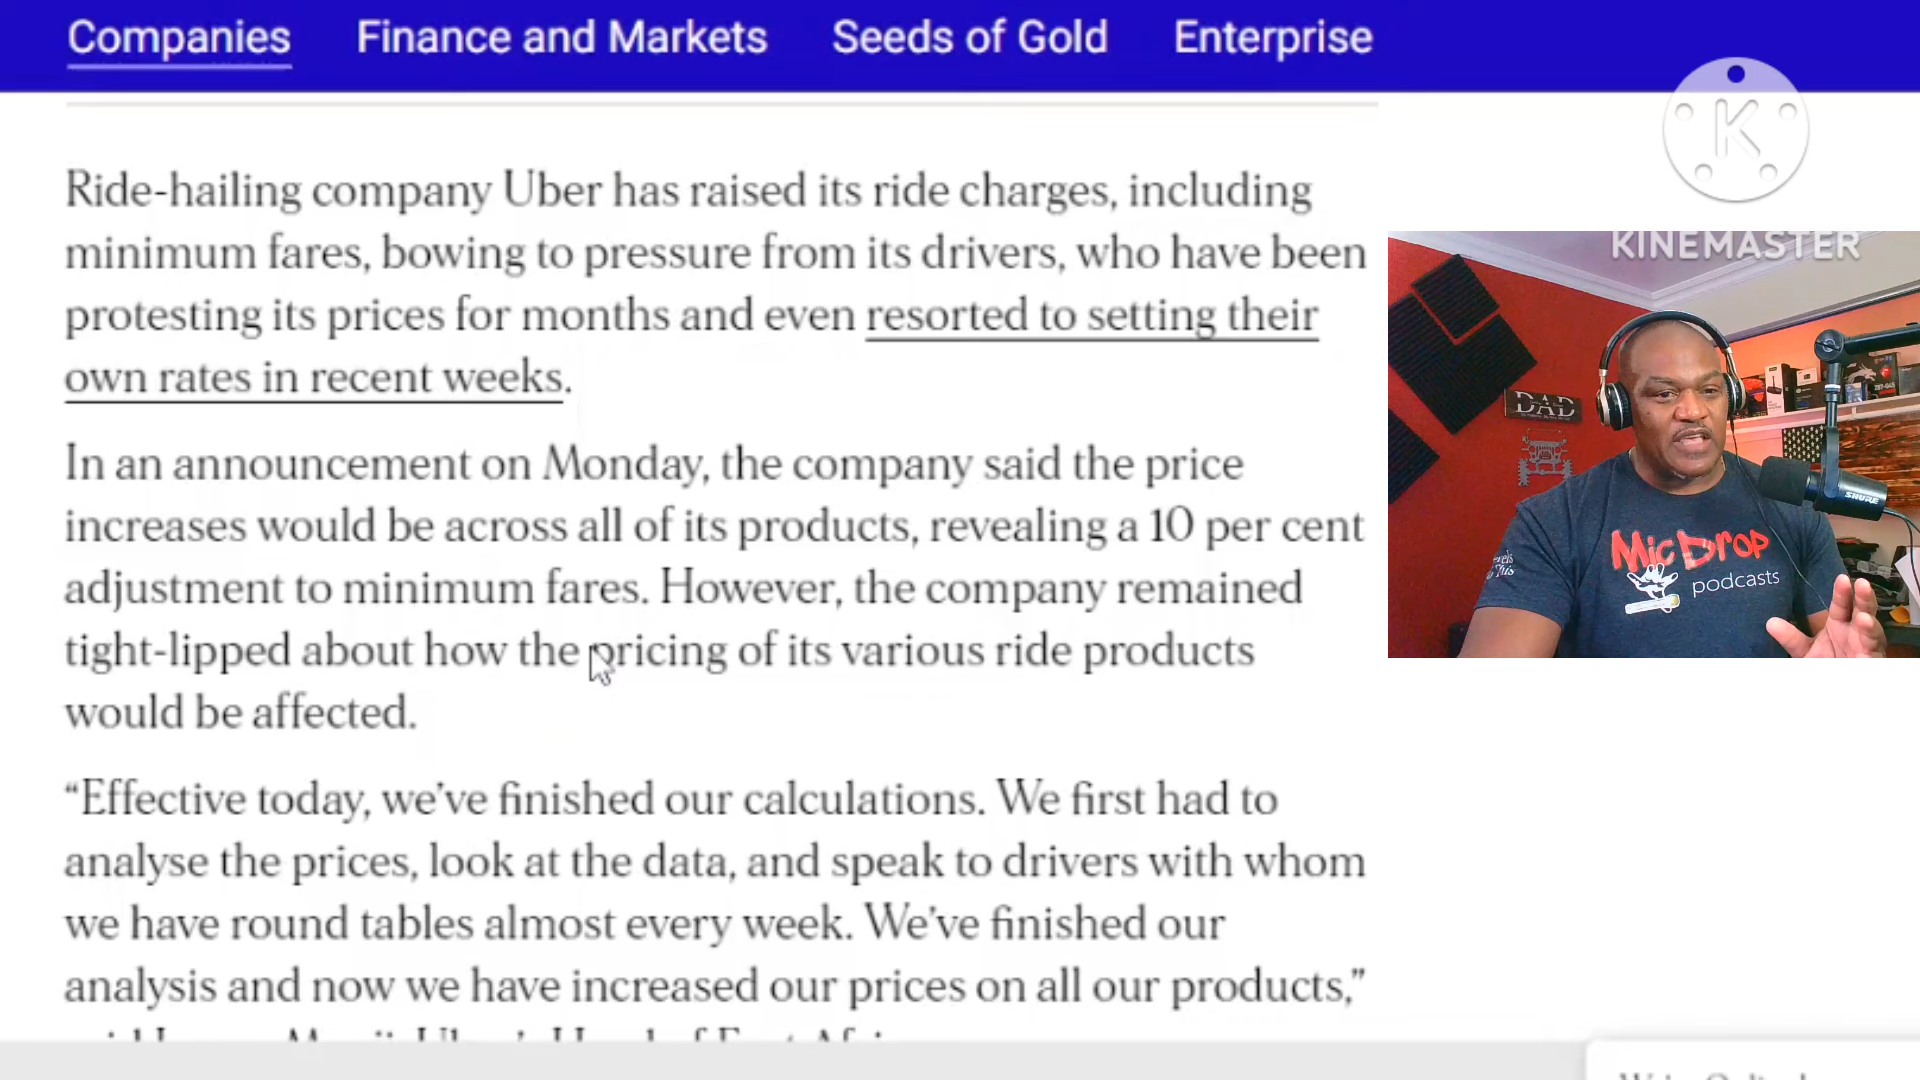 Companies Finance and Markets Seeds of Gold Enterprise
K
KINEMASTER
Ride-hailing company Uber has raised its ride charges, including
minimum fares, bowing to pressure from its drivers, who have been
protesting its prices for months and even resorted to setting their
own rates in recent weeks.
In an announcement on Monday, the company said the price
increases would be across all of its products, revealing a 10 per cent
adjustment to minimum fares. However, the company remained
tight-lipped about how the pricing of its various ride products
would be affected.
“Effective today, we’ve finished our calculations. We first had to
analyse the prices, look at the data, and speak to drivers with whom
we have round tables almost every week. We’ve finished our
analysis and now we have increased our prices on all our products,”
DAD
SHURE
Mic Drop
podcasts